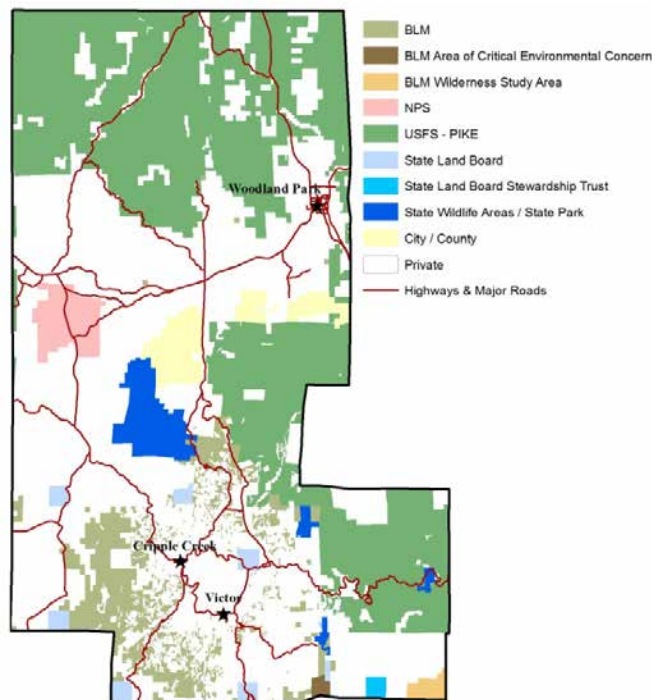 BLM
BLM Area of Critical Environmental Concern
BLM Wilderness Study Area
NPS
USFS - PIKE
State Land Board
State Land Board Stewardship Trust
State Wildlife Areas / State Park
City / County
Private
Highways & Major Roads
Woodland Park
Cripple Creek
Victor